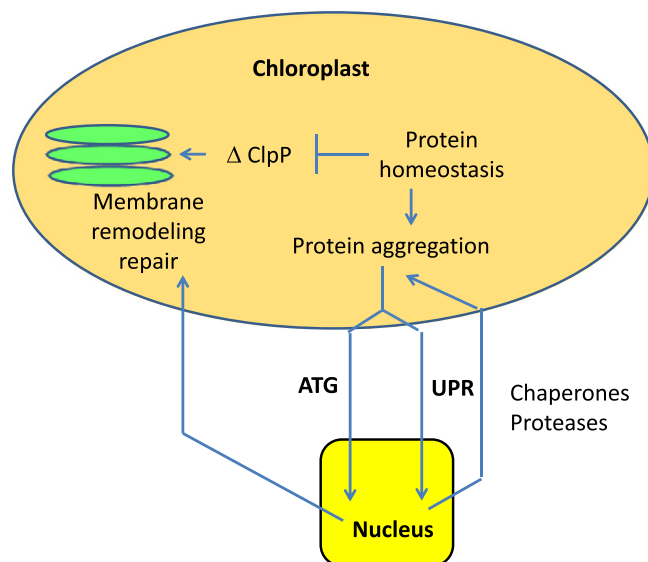 Chloroplast
Δ ClpP
Protein
homeostasis
Membrane
remodeling
repair
Protein aggregation
ATG
UPR
Chaperones
Proteases
Nucleus